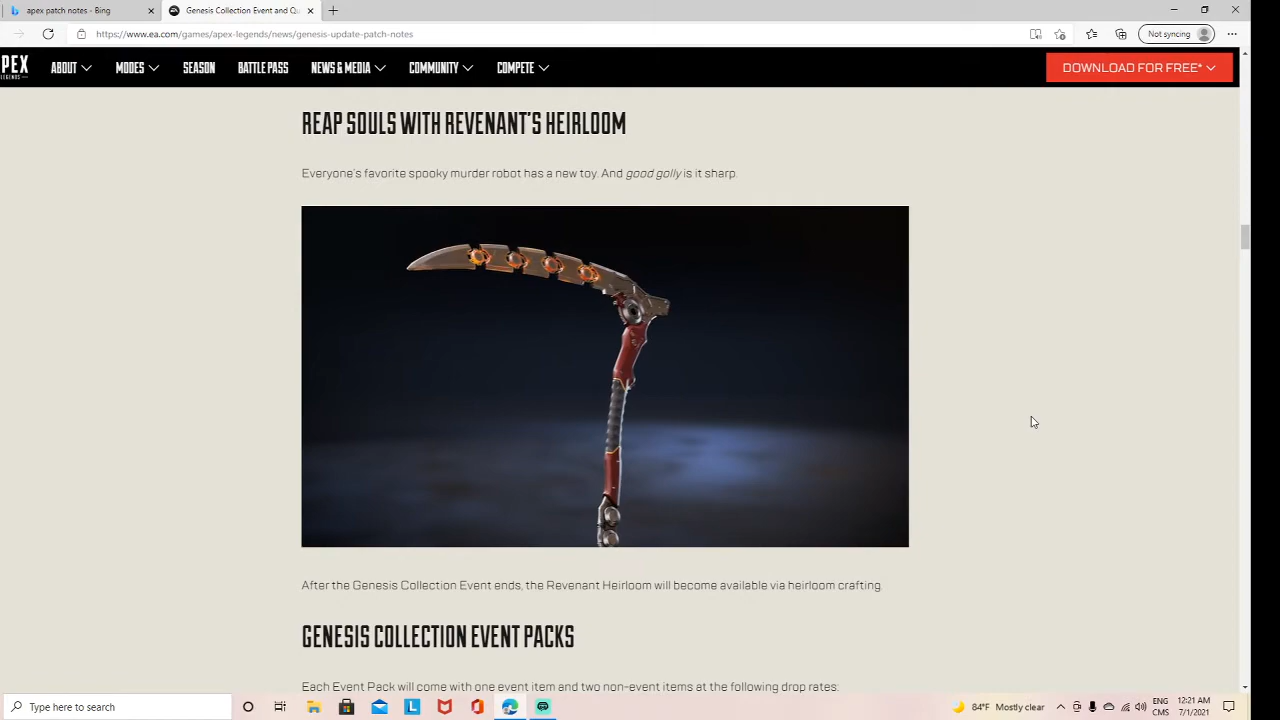 apex patch notes - Bing
Genesis Collection Event and Qu
https://www.ea.com/games/apex-legends/news/genesis-update-patch-notes
Not syncing
PEX
LEGENDS
ABOUT MODES SEASON BATTLE PASS NEWS & MEDIA COMMUNITY COMPETE DOWNLOAD FOR FREE*
REAP SOULS WITH REVENANT'S HEIRLOOM
Everyone's favorite spooky murder robot has a new toy. And good golly is it sharp.
After the Genesis Collection Event ends, the Revenant Heirloom will become available via heirloom crafting.
GENESIS COLLECTION EVENT PACKS
Each Event Pack will come with one event item and two non-event items at the following drop rates:
Type here to search
84°F Mostly clear
ENG
CMS
12:21 AM
7/1/2021